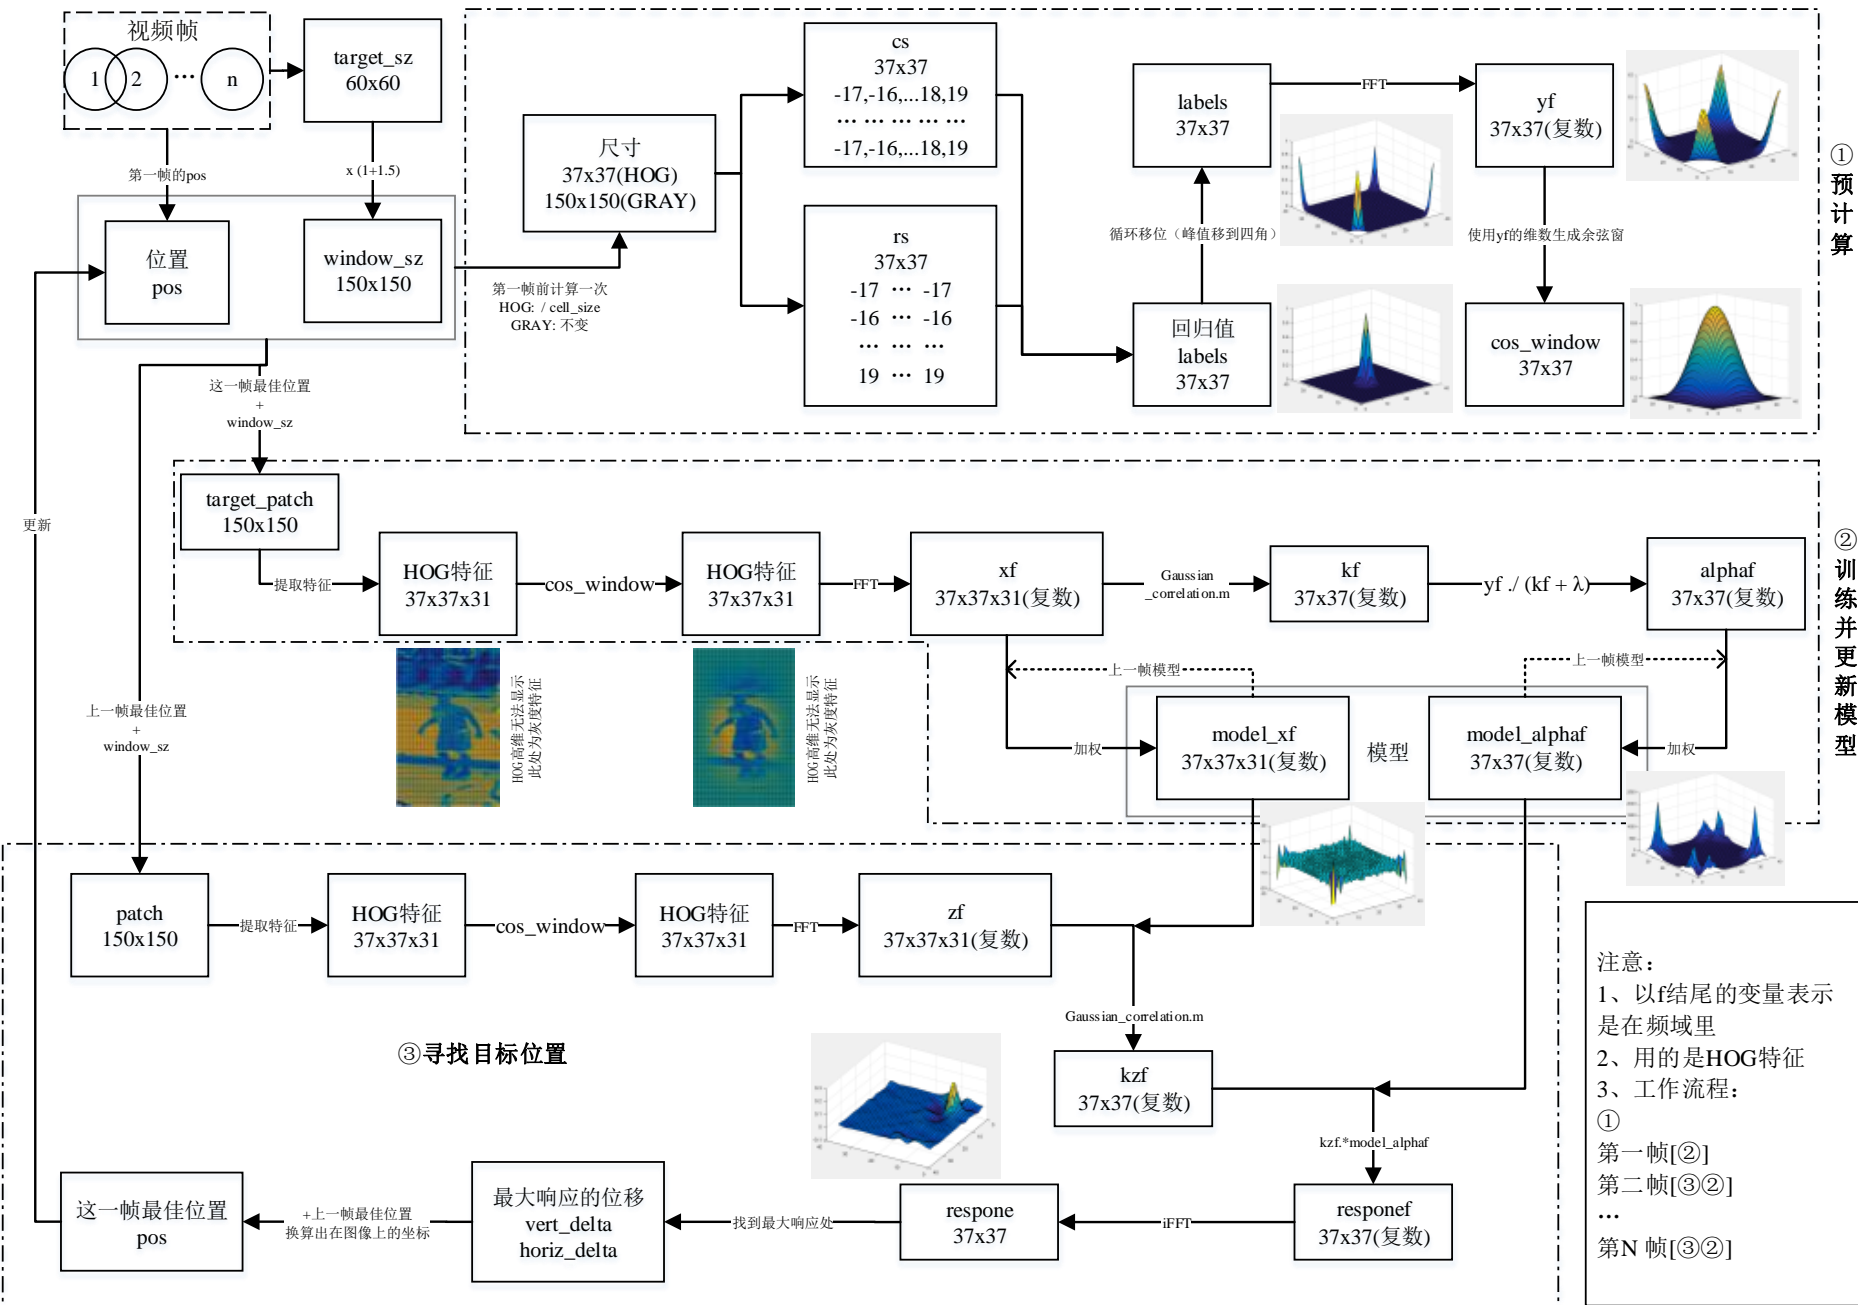 视频帧
1
2
…
n
target_sz
60x60
第一帧的pos
x (1+1.5)
位置
pos
window_sz
150x150
第一帧前计算一次
HOG: / cell_size
GRAY: 不变
尺寸
37x37(HOG)
150x150(GRAY)
cs
37x37
-17,-16,...18,19
… … … … …
-17,-16,...18,19
rs
37x37
-17 … -17
-16 … -16
… … …
19 … 19
labels
37x37
循环移位（峰值移到四角）
回归值
labels
37x37
FFT
yf
37x37(复数)
使用yf的维数生成余弦窗
cos_window
37x37
①
预
计
算
这一帧最佳位置
+
window_sz
target_patch
150x150
提取特征
HOG特征
37x37x31
cos_window
HOG特征
37x37x31
FFT
xf
37x37x31(复数)
Gaussian
_correlation.m
kf
37x37(复数)
yf ./ (kf + λ)
alphaf
37x37(复数)
HOG高维无法显示
此处为灰度特征
HOG高维无法显示
此处为灰度特征
上一帧模型
上一帧模型
加权
model_xf
37x37x31(复数)
模型
model_alphaf
37x37(复数)
加权
②
训
练
并
更
新
模
型
更新
上一帧最佳位置
+
window_sz
patch
150x150
提取特征
HOG特征
37x37x31
cos_window
HOG特征
37x37x31
FFT
zf
37x37x31(复数)
Gaussian_correlation.m
③寻找目标位置
kzf
37x37(复数)
kzf.*model_alphaf
responef
37x37(复数)
iFFT
respone
37x37
找到最大响应处
最大响应的位移
vert_delta
horiz_delta
+上一帧最佳位置
换算出在图像上的坐标
这一帧最佳位置
pos
注意：
1、以f结尾的变量表示
是在频域里
2、用的是HOG特征
3、工作流程：
①
第一帧[②]
第二帧[③②]
…
第N 帧[③②]